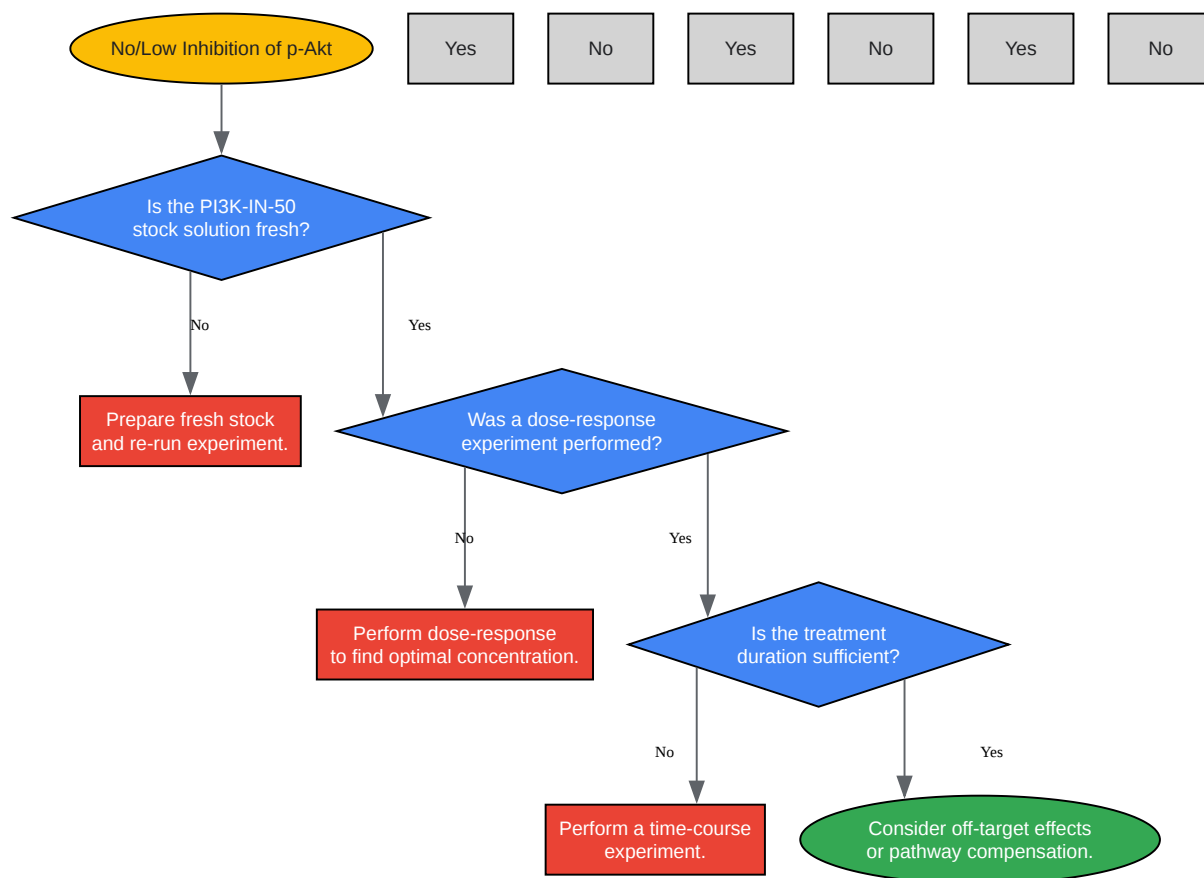 No/Low Inhibition of p-Akt
Yes
No
Yes
No
Yes
No
Is the PI3K-IN-50
stock solution fresh?
No
Yes
Prepare fresh stock
and re-run experiment.
Was a dose-response
experiment performed?
No
Yes
Perform dose-response
to find optimal concentration.
Is the treatment
duration sufficient?
No
Yes
Perform a time-course
experiment.
Consider off-target effects
or pathway compensation.